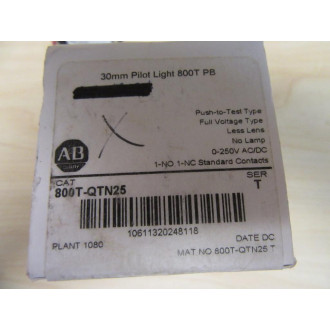 30mm Pilot Light 800T PB
Push-to-Test Type
Full Voltage Type
Less Lens
No Lamp
0-250V AC/DC
1-NO 1-NC Standard Contacts
AB
CAT
800T-QTN25
SER
T
10611320248118
PLANT 1080
DATE DC
MAT NO 800T-QTN25 T